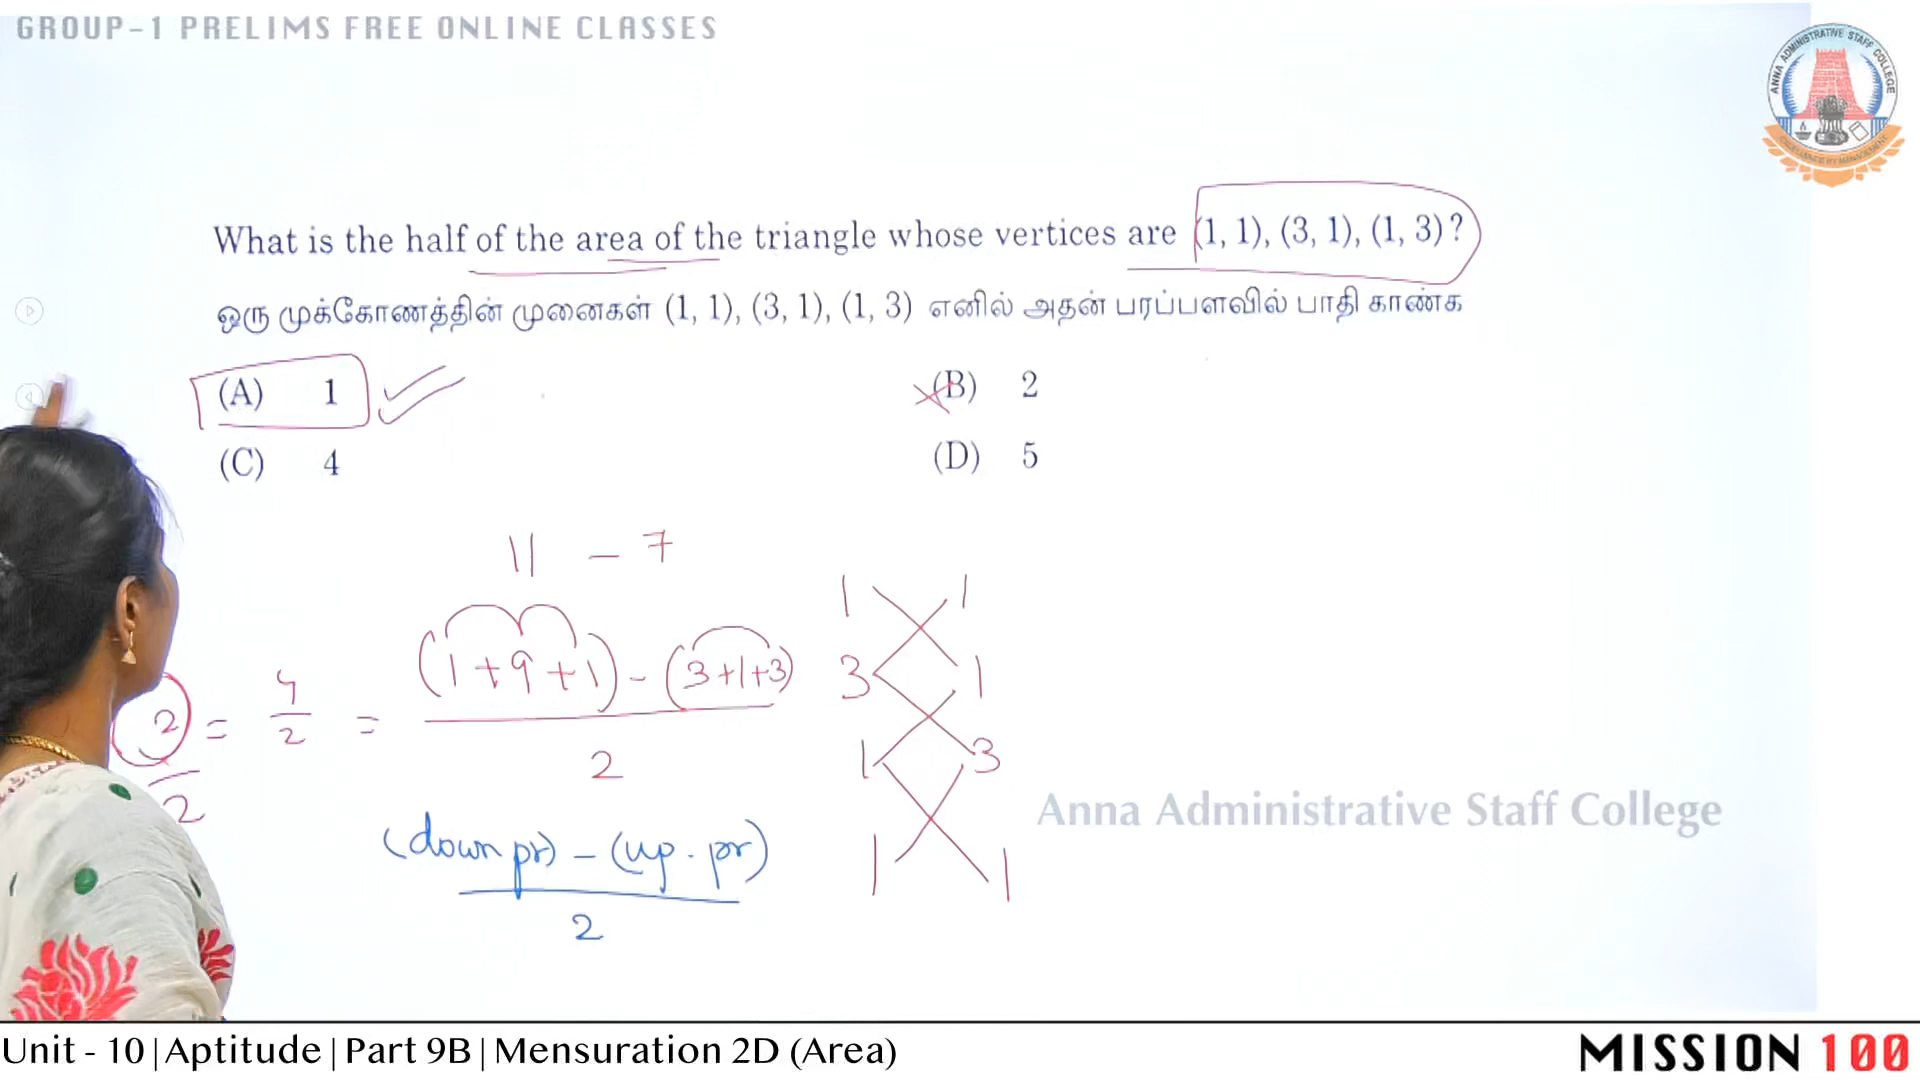 GROUP-1 PRELIMS FREE ONLINE CLASSES
ANNA ADMINISTRATIVE STAFF COLLEGE
What is the half of the area of the triangle whose vertices are (1, 1), (3, 1), (1, 3)?
ஒரு முக்கோணத்தின் முனைகள் (1, 1), (3, 1), (1, 3) எனில் அதன் பரப்பளவில் பாதி காண்க
(A) 1
(B) 2
(C) 4
(D) 5
11 - 7
1 1
2 = 4/2 = (1+9+1) - (3+1+3)
3 1
2
2
1 3
Anna Administrative Staff College
(down pr) - (up. pr)
1 1
2
Unit - 10 | Aptitude | Part 9B | Mensuration 2D (Area)
MISSION 100